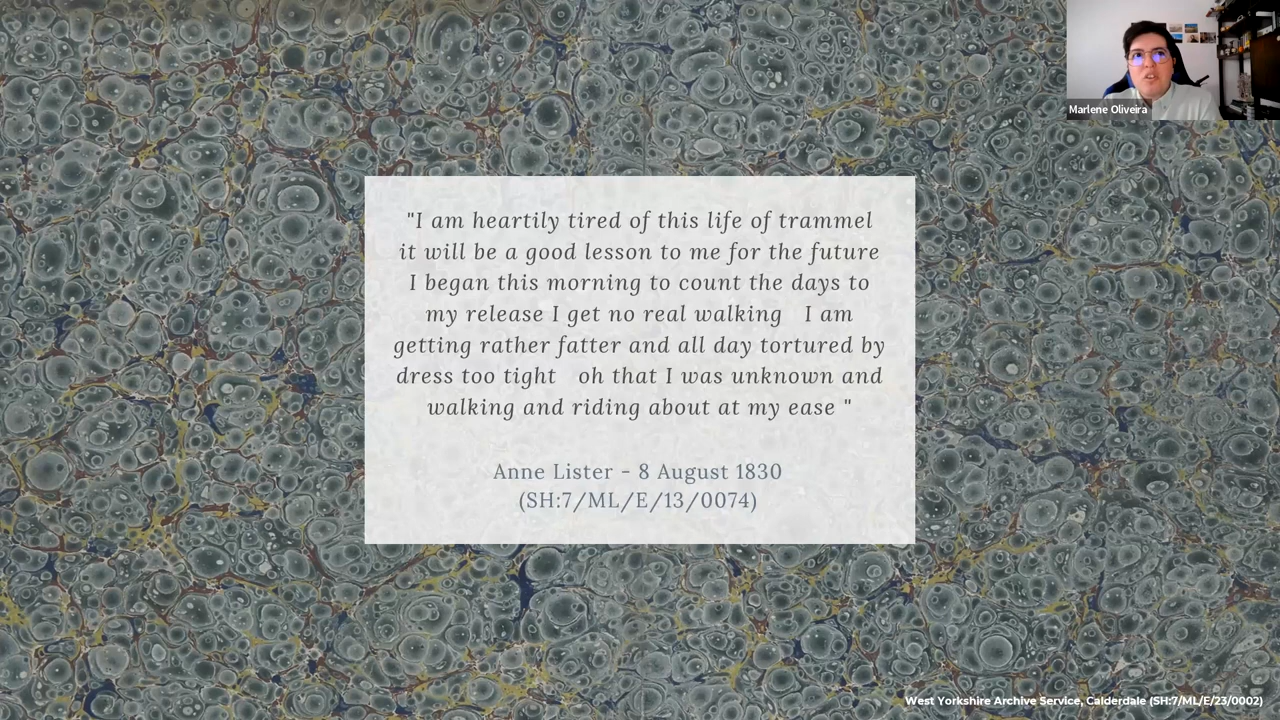 Marlene Oliveira
"I am heartily tired of this life of trammel
it will be a good lesson to me for the future
I began this morning to count the days to
my release I get no real walking   I am
getting rather fatter and all day tortured by
dress too tight   oh that I was unknown and
walking and riding about at my ease "
Anne Lister - 8 August 1830
(SH:7/ML/E/13/0074)
West Yorkshire Archive Service, Calderdale (SH:7/ML/E/23/0002)